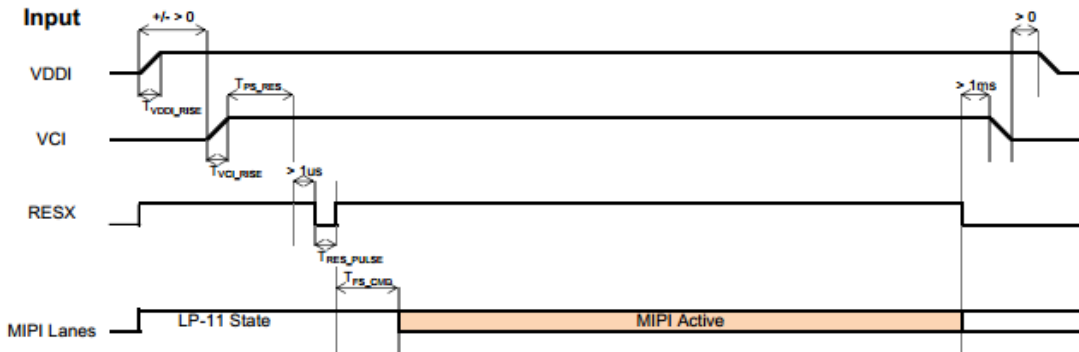 Input
+/- > 0
> 0
VDDI
TVDDI_RISE
TPS_RES
> 1ms
VCI
TVCI_RISE
> 1us
RESX
TRES_PULSE
TFS_CMD
LP-11 State
MIPI Active
MIPI Lanes